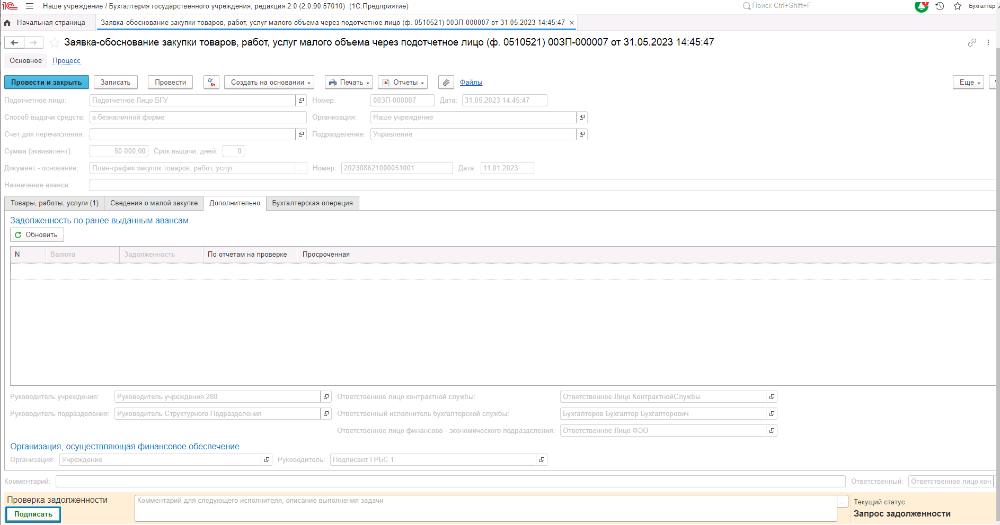 1С Наше учреждение / Бухгалтерия государственного учреждения, редакция 2.0 (2.0.90.57010) (1С:Предприятие) Поиск Ctrl+Shift+F Бухгалтер
Начальная страница Заявка-обоснование закупки товаров, работ, услуг малого объема через подотчетное лицо (ф. 0510521) 00ЗП-000007 от 31.05.2023 14:45:47 ×
Заявка-обоснование закупки товаров, работ, услуг малого объема через подотчетное лицо (ф. 0510521) 00ЗП-000007 от 31.05.2023 14:45:47
Основное Процесс
Провести и закрыть Записать Провести Дт Кт Создать на основании Печать Отчеты Файлы Еще
Подотчетное лицо: Подотчетное Лицо БГУ Номер: 00ЗП-000007 Дата: 31.05.2023 14:45:47
Способ выдачи средств: в безналичной форме Организация: Наше учреждение
Счет для перечисления: Подразделение: Управление
Сумма (эквивалент): 50 000,00 Срок выдачи, дней: 0
Документ - основание: План-график закупок товаров, работ, услуг ... Номер: 202308621000051001 Дата: 11.01.2023
Назначение аванса:
Товары, работы, услуги (1) Сведения о малой закупке Дополнительно Бухгалтерская операция
Задолженность по ранее выданным авансам
Обновить
N Валюта Задолженность По отчетам на проверке Просроченная
Руководитель учреждения: Руководитель учреждения 280 Ответственное лицо контрактной службы: Ответственное Лицо КонтрактнойСлужбы
Руководитель подразделения: Руководитель Структурного Подразделения Ответственный исполнитель бухгалтерской службы: Бухгалтеров Бухгалтер Бухгалтерович
Ответственное лицо финансово - экономического подразделения: Ответственное Лицо ФЭО
Организация, осуществляющая финансовое обеспечение
Организация: Учреждение Руководитель: Подписант ГРБС 1
Комментарий: Ответственный: Ответственное лицо кон
Проверка задолженности Комментарий для следующего исполнителя, описание выполнения задачи ... Текущий статус:
Подписать Запрос задолженности